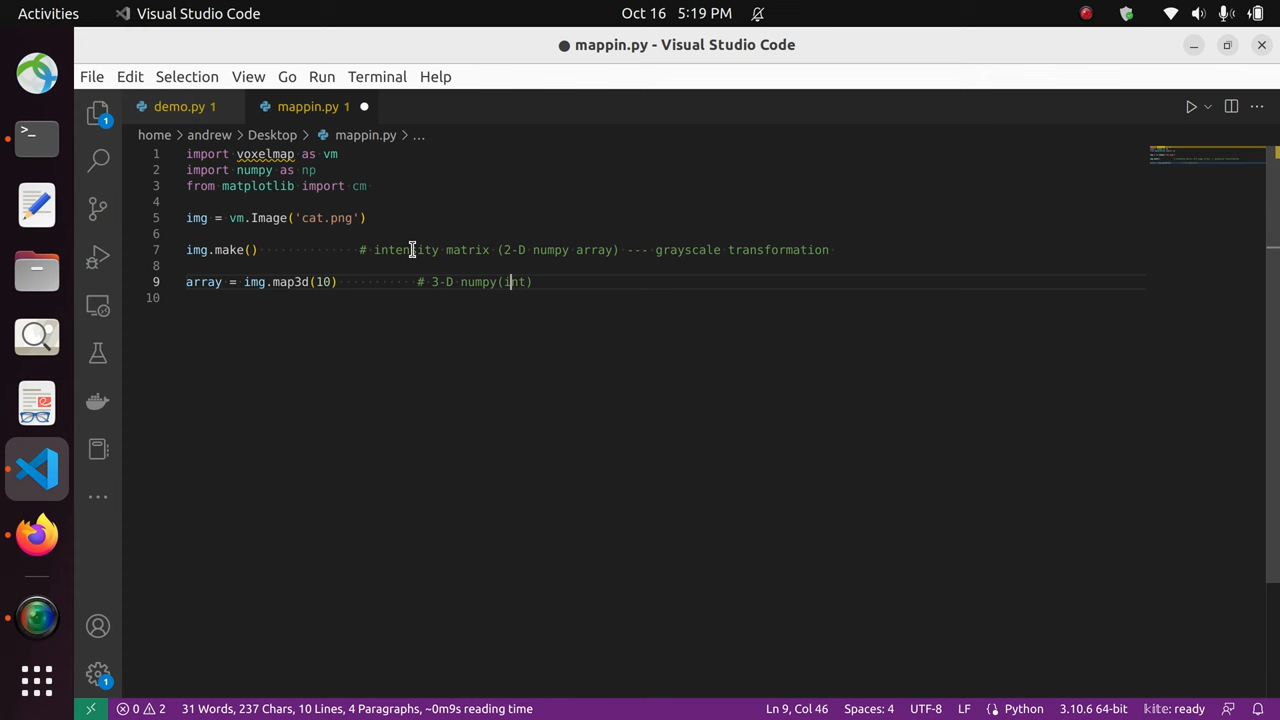 Activities Visual Studio Code Oct 16 5:19 PM
● mappin.py - Visual Studio Code
File Edit Selection View Go Run Terminal Help
demo.py 1 mappin.py 1
home > andrew > Desktop > mappin.py > ...
1 import voxelmap as vm
2 import numpy as np
3 from matplotlib import cm
4
5 img = vm.Image('cat.png')
6
7 img.make() # intensity matrix (2-D numpy array) --- grayscale transformation
8
9 array = img.map3d(10) # 3-D numpy(int)
10
1
1
0 2 31 Words, 237 Chars, 10 Lines, 4 Paragraphs, ~0m9s reading time Ln 9, Col 46 Spaces: 4 UTF-8 LF Python 3.10.6 64-bit kite: ready